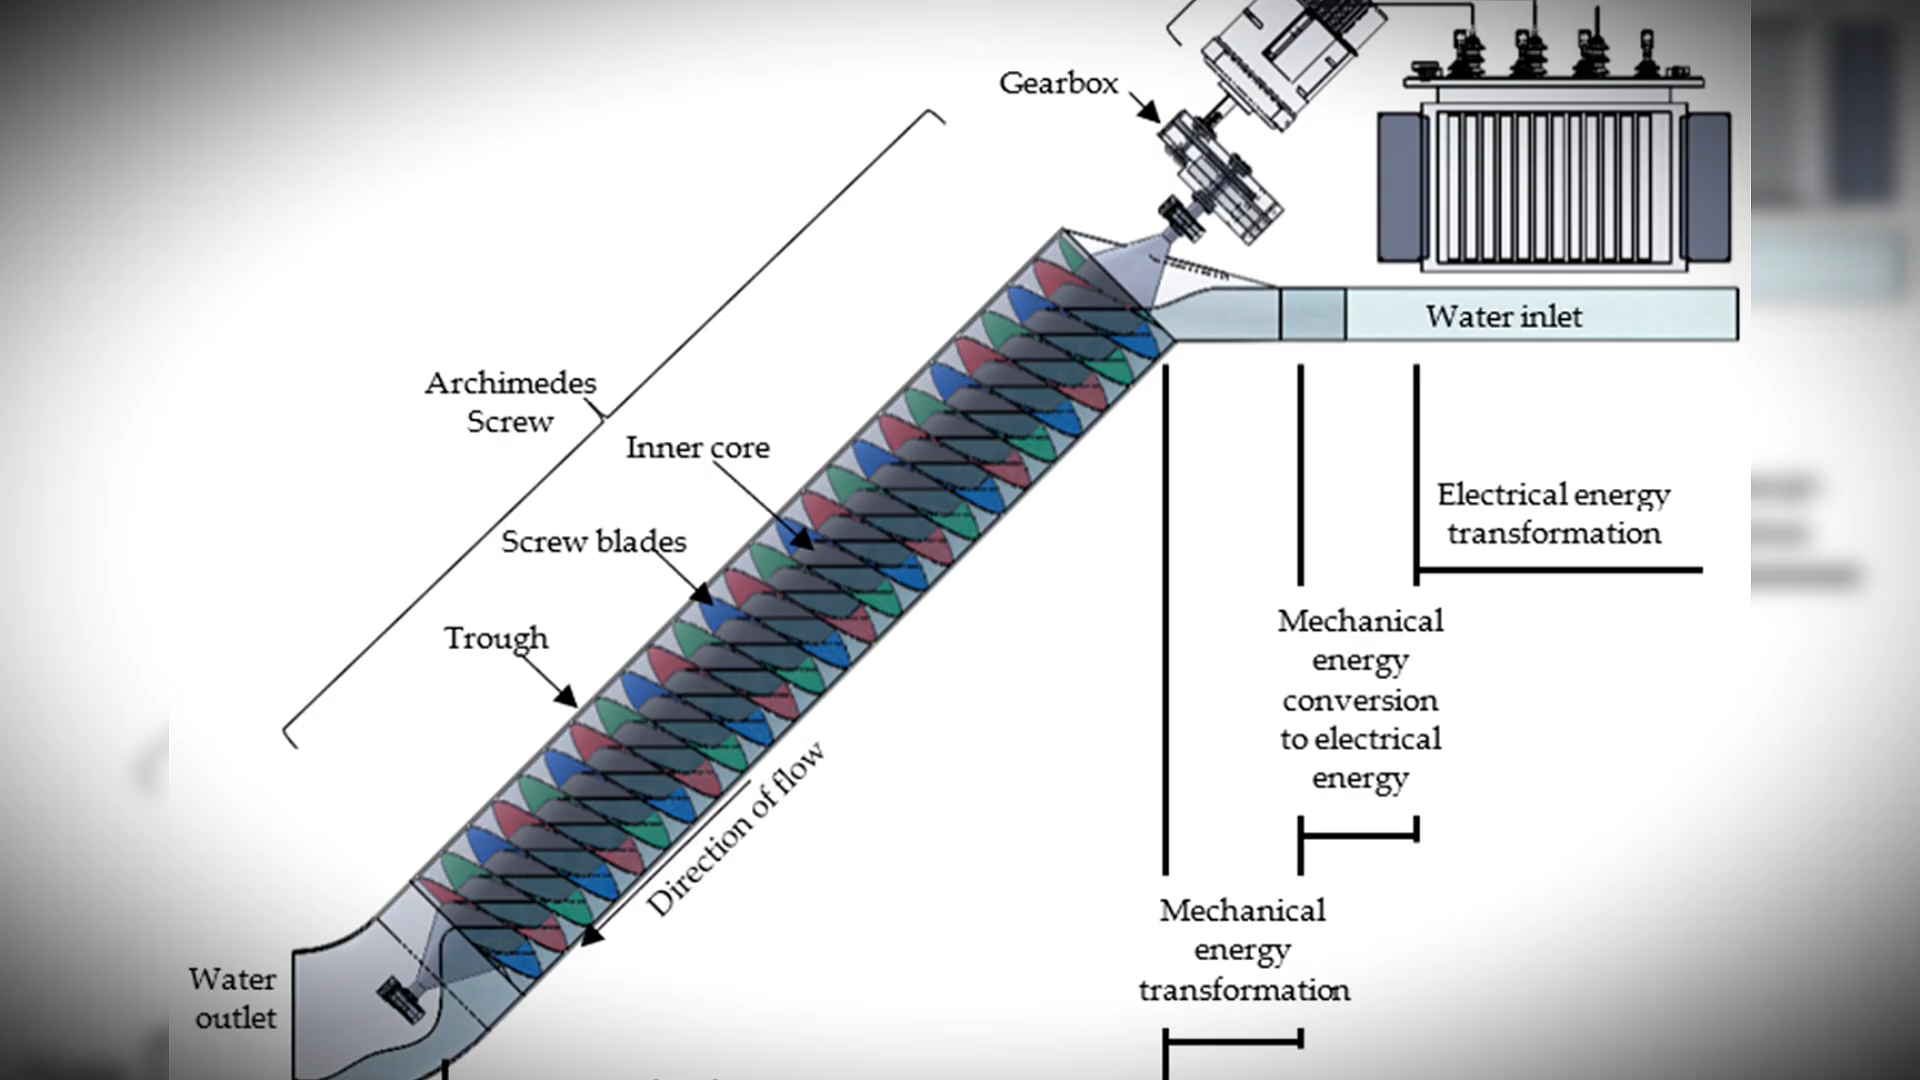 Gearbox
Water inlet
Archimedes
Screw
Inner core
Screw blades
Trough
Direction of flow
Electrical energy
transformation
Mechanical
energy
conversion
to electrical
energy
Mechanical
energy
transformation
Water
outlet